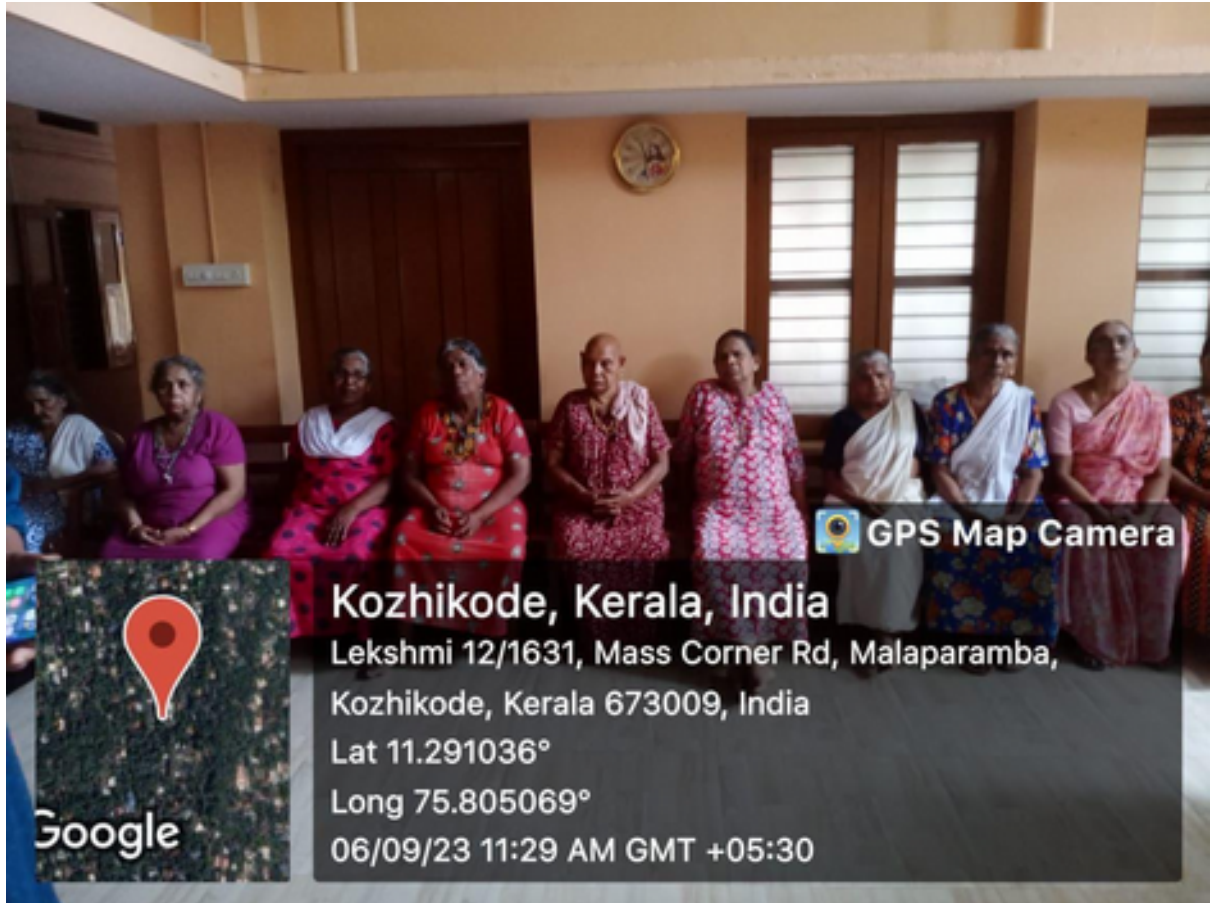 GPS Map Camera
Kozhikode, Kerala, India
Lekshmi 12/1631, Mass Corner Rd, Malaparamba,
Kozhikode, Kerala 673009, India
Lat 11.291036°
Long 75.805069°
06/09/23 11:29 AM GMT +05:30
Google